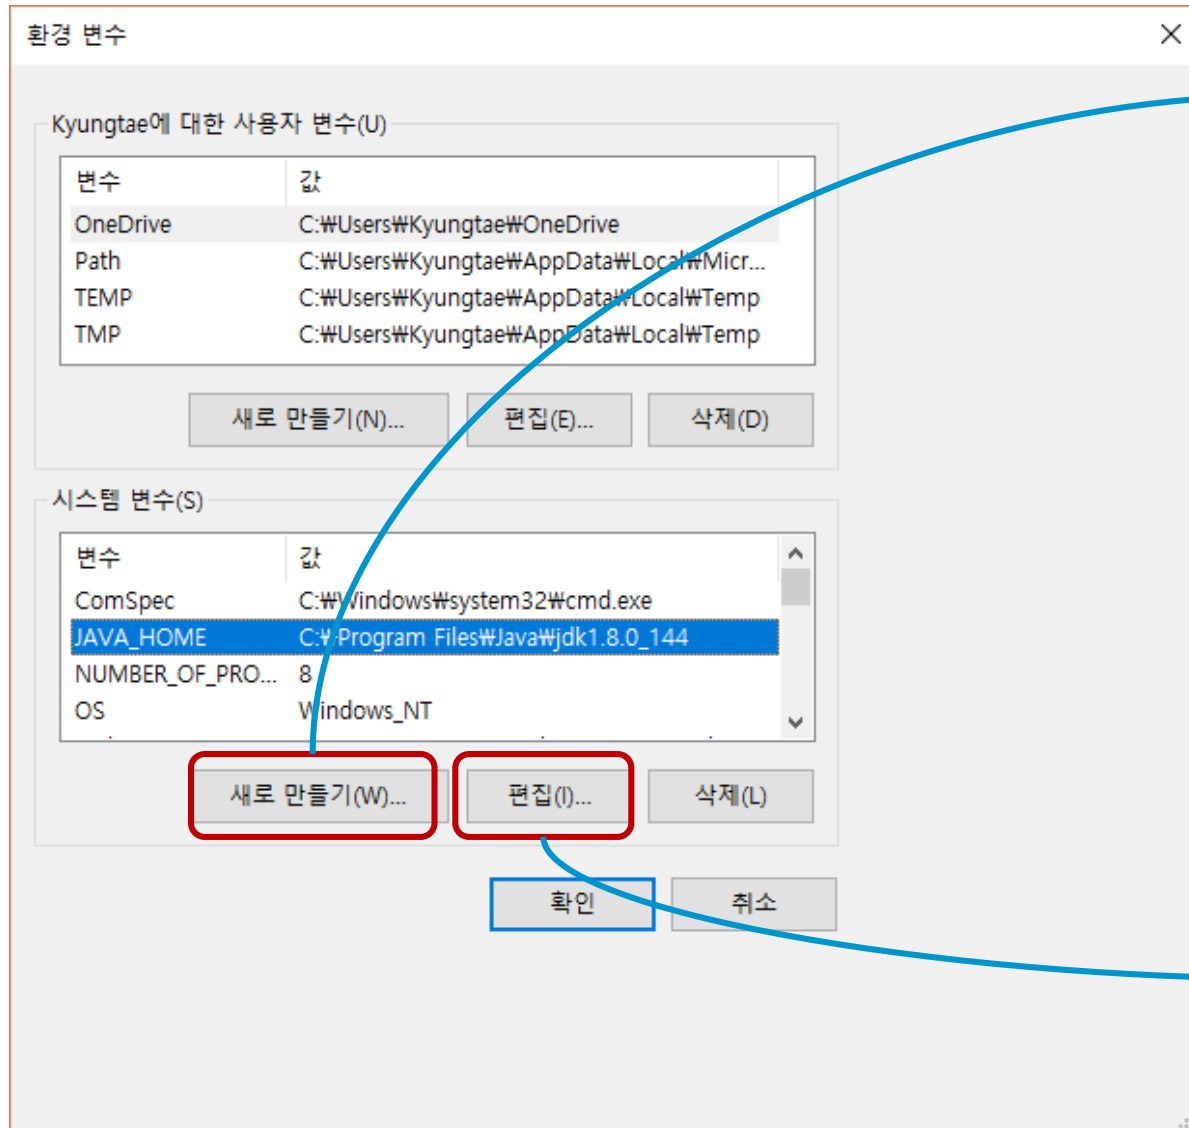 환경 변수
Kyungtae에 대한 사용자 변수(U)
변수 값
OneDrive C:₩Users₩Kyungtae₩OneDrive
Path C:₩Users₩Kyungtae₩AppData₩Local₩Micr...
TEMP C:₩Users₩Kyungtae₩AppData₩Local₩Temp
TMP C:₩Users₩Kyungtae₩AppData₩Local₩Temp
새로 만들기(N)... 편집(E)... 삭제(D)
시스템 변수(S)
변수 값
ComSpec C:₩Windows₩system32₩cmd.exe
JAVA_HOME C:₩Program Files₩Java₩jdk1.8.0_144
NUMBER_OF_PRO... 8
OS Windows_NT
새로 만들기(W)... 편집(I)... 삭제(L)
확인 취소